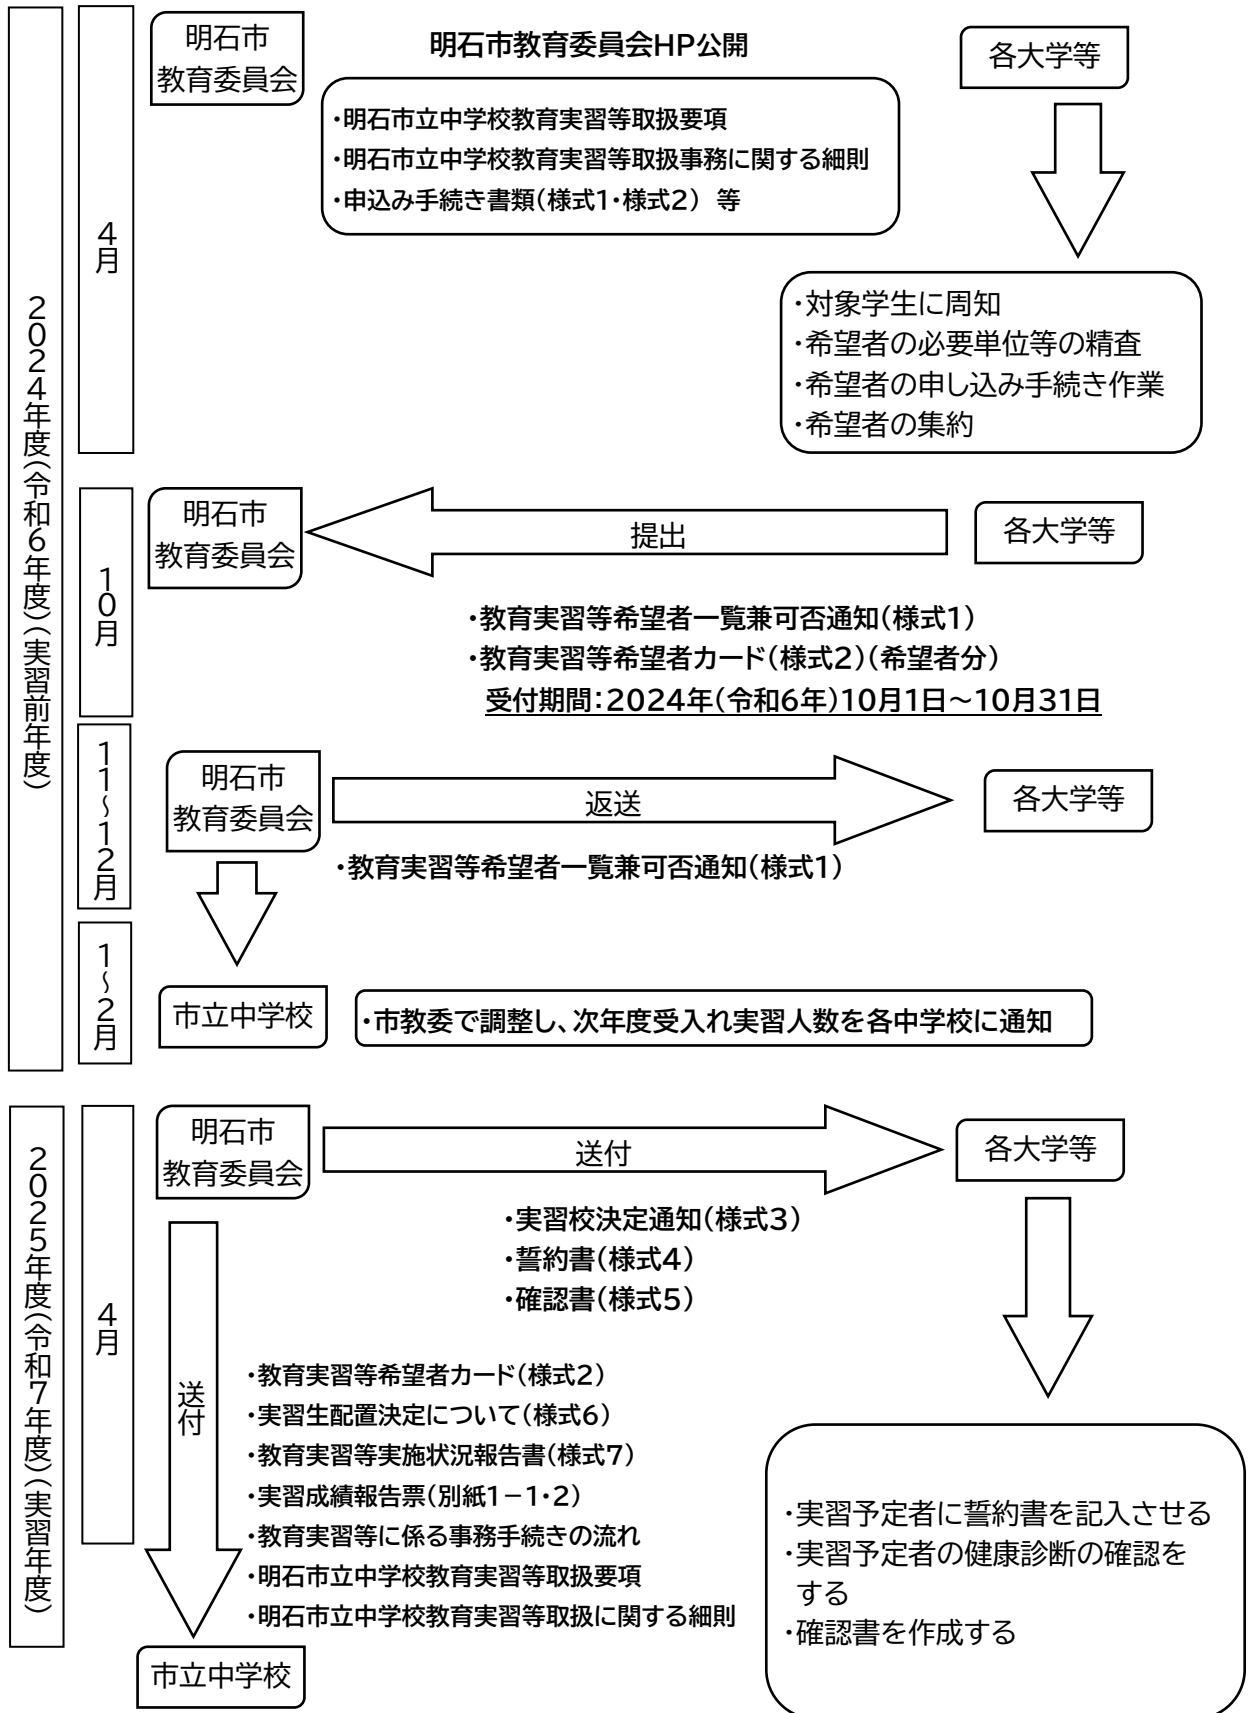 2024年度(令和6年度)(実習前年度)
4月
明石市
教育委員会
明石市教育委員会HP公開
・明石市立中学校教育実習等取扱要項
・明石市立中学校教育実習等取扱事務に関する細則
・申込み手続き書類(様式1・様式2) 等
各大学等
・対象学生に周知
・希望者の必要単位等の精査
・希望者の申し込み手続き作業
・希望者の集約
10月
明石市
教育委員会
提出
各大学等
・教育実習等希望者一覧兼可否通知(様式1)
・教育実習等希望者カード(様式2)(希望者分)
受付期間:2024年(令和6年)10月1日~10月31日
11~12月
明石市
教育委員会
返送
各大学等
・教育実習等希望者一覧兼可否通知(様式1)
1~2月
市立中学校
・市教委で調整し、次年度受入れ実習人数を各中学校に通知
2025年度(令和7年度)(実習年度)
4月
明石市
教育委員会
送付
各大学等
・実習校決定通知(様式3)
・誓約書(様式4)
・確認書(様式5)
送付
・教育実習等希望者カード(様式2)
・実習生配置決定について(様式6)
・教育実習等実施状況報告書(様式7)
・実習成績報告票(別紙1-1・2)
・教育実習等に係る事務手続きの流れ
・明石市立中学校教育実習等取扱要項
・明石市立中学校教育実習等取扱に関する細則
市立中学校
・実習予定者に誓約書を記入させる
・実習予定者の健康診断の確認を
する
・確認書を作成する